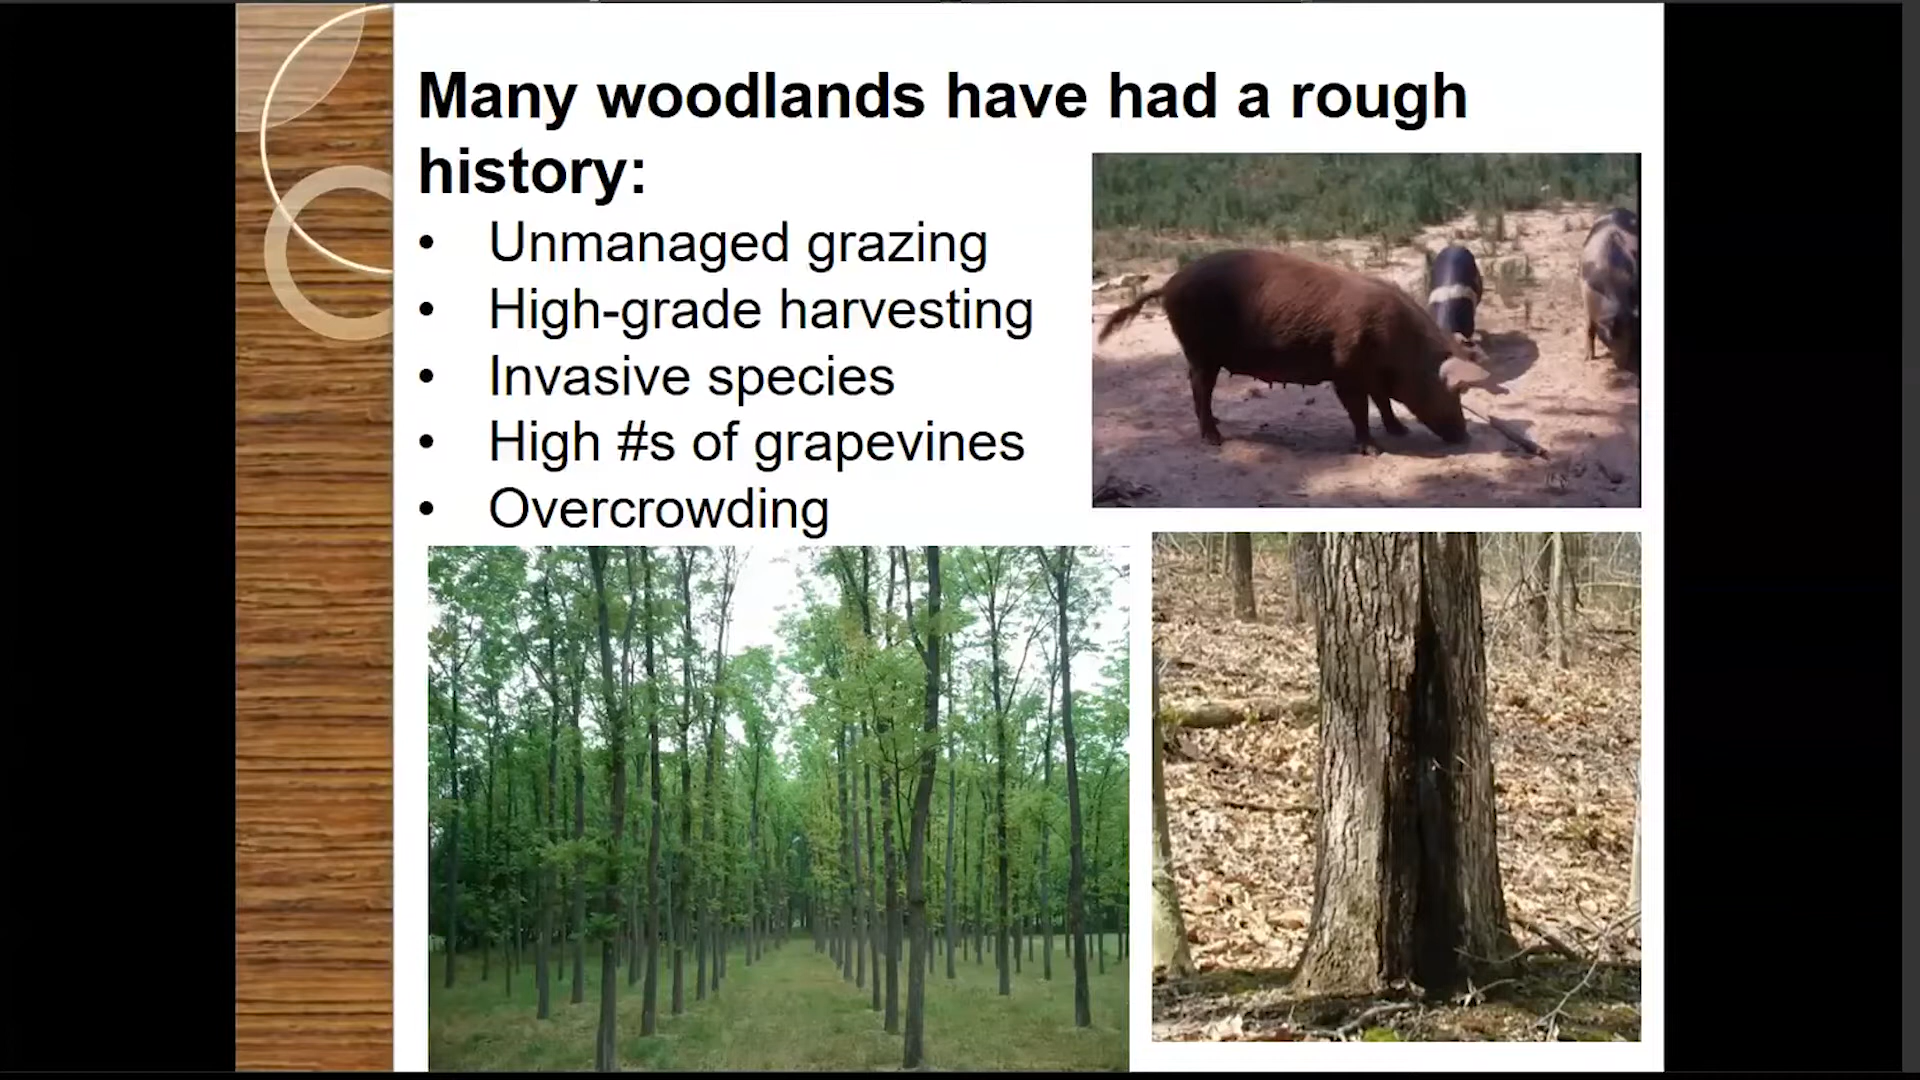 Many woodlands have had a rough
history:
• Unmanaged grazing
• High-grade harvesting
• Invasive species
• High #s of grapevines
• Overcrowding